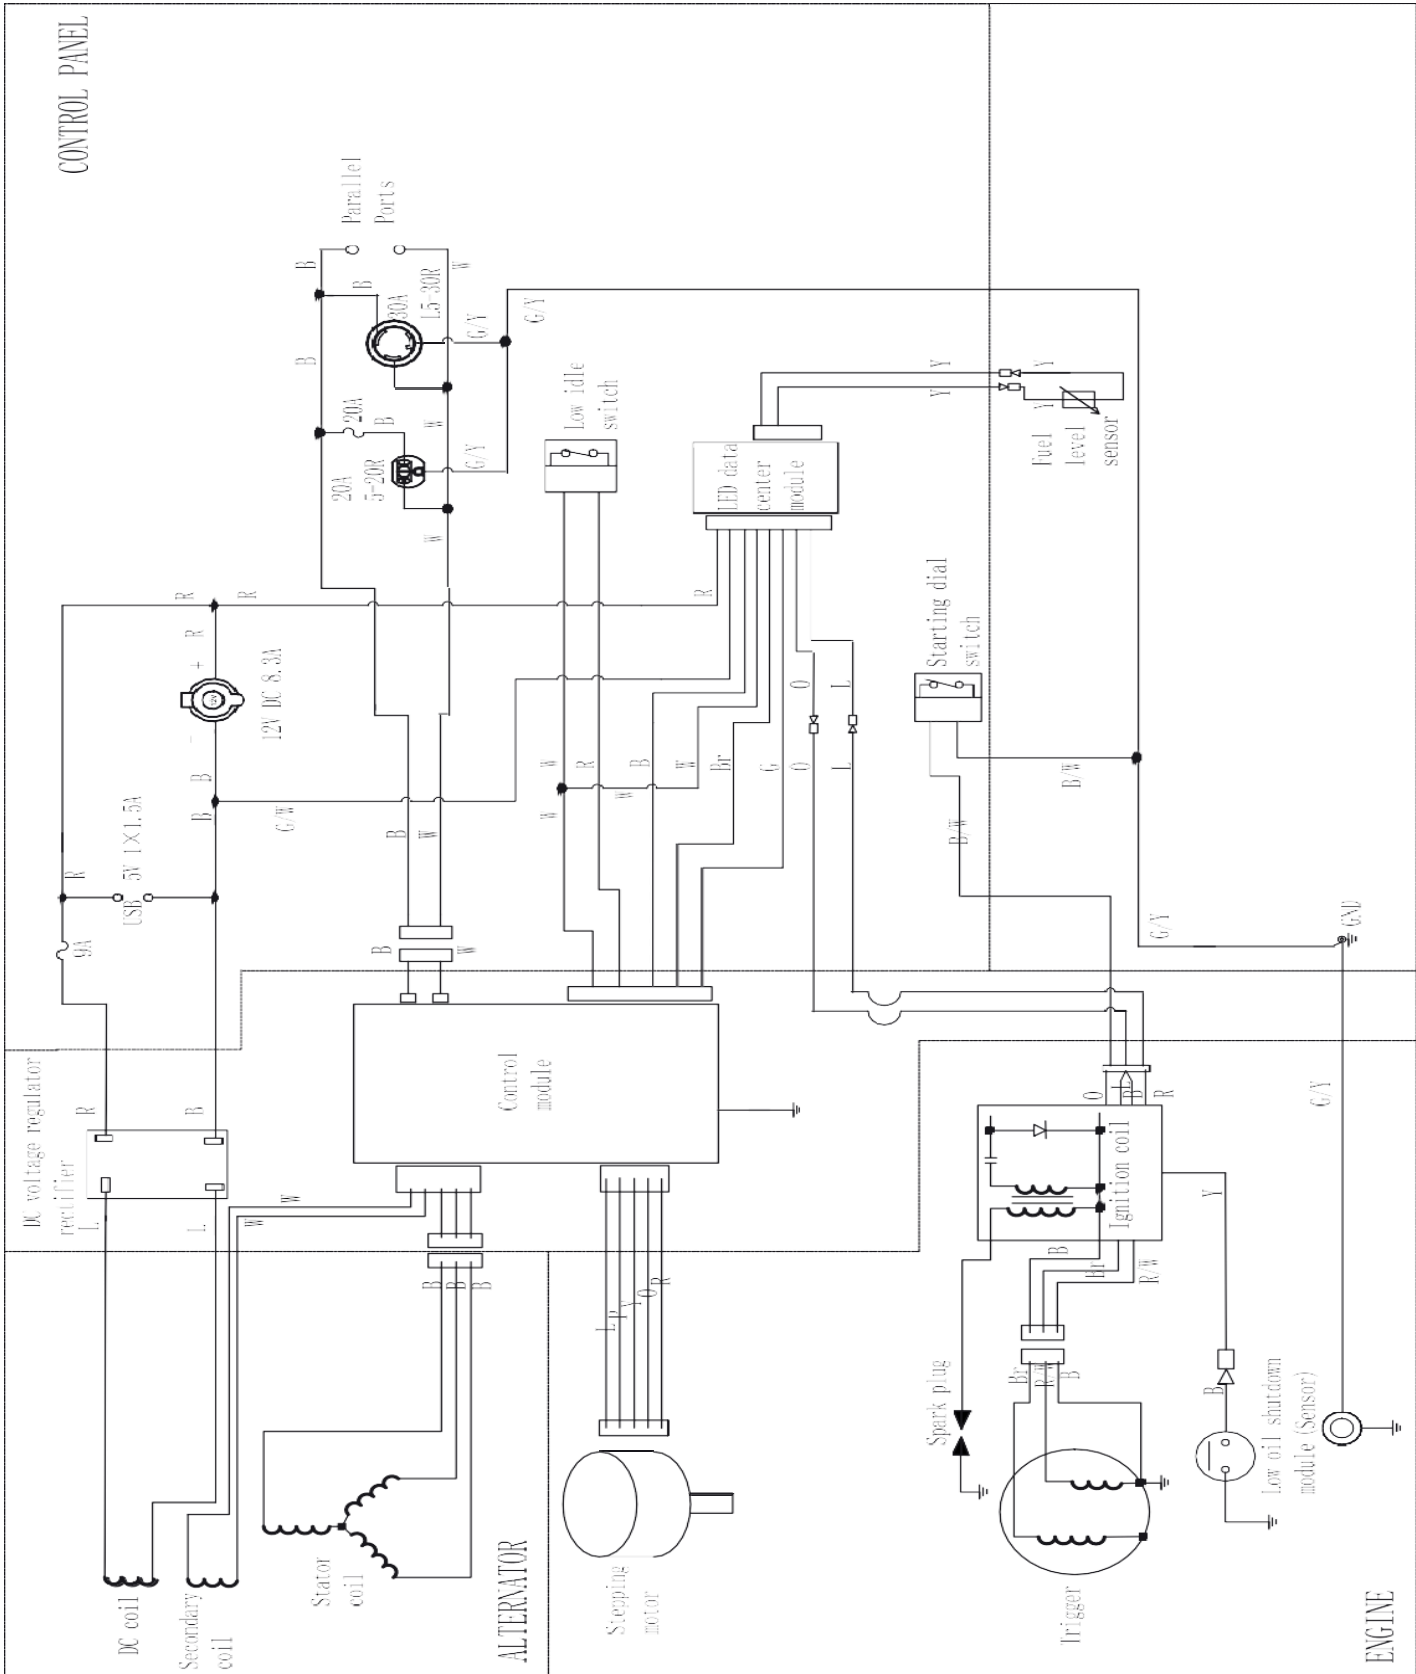 CONTROL PANEL
Parallel
Ports
B
W
B
30A
L5-30R
G/Y
G/Y
B
20A
B
W
20A
5-20R
G/Y
W
Low idle
switch
Y
Y
Y
Y
Fuel
level
sensor
LED data
center
module
R
R
R
+
-
12V
12V DC 8.3A
B
B
G/W
R
USB 5V 1X1.5A
9A
R
Starting dial
switch
O
L
O
L
W
R
B
W
Br
G
W
W
W
B/W
B/W
B
W
B
W
G/Y
GND
DC voltage regulator
rectifier
R
B
L
L
W
W
Control
module
O
L
B
R
Ignition coil
Y
G/Y
B
Br
R/W
B
B
B
L
P
Y
O
R
Spark plug
Br
R/W
B
B
Low oil shutdown
module (Sensor)
DC coil
Secondary
coil
Stator
coil
ALTERNATOR
Stepping
motor
Trigger
ENGINE